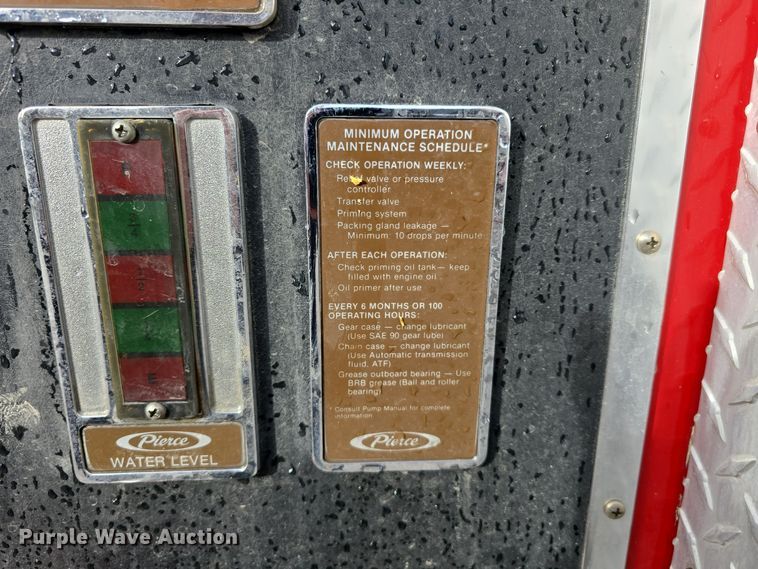 MINIMUM OPERATION
MAINTENANCE SCHEDULE*
CHECK OPERATION WEEKLY:
valve or pressure
controller
Transfer valve
Priming system
Packing gland leakage —
Minimum: 10 drops per minute
AFTER EACH OPERATION:
Check priming oil tank— keep
filled with engine oil
Oil primer after use
EVERY 6 MONTHS OR 100
OPERATING HOURS:
Gear case — change lubricant
(Use SAE 90 gear lube)
Chain case — change lubricant
(Use Automatic transmission
fluid, ATF)
Grease outboard bearing — Use
BRB grease (Ball and roller
bearing)
* Consult Pump Manual for complete
information.
Pierce
Pierce
WATER LEVEL
Purple Wave Auction